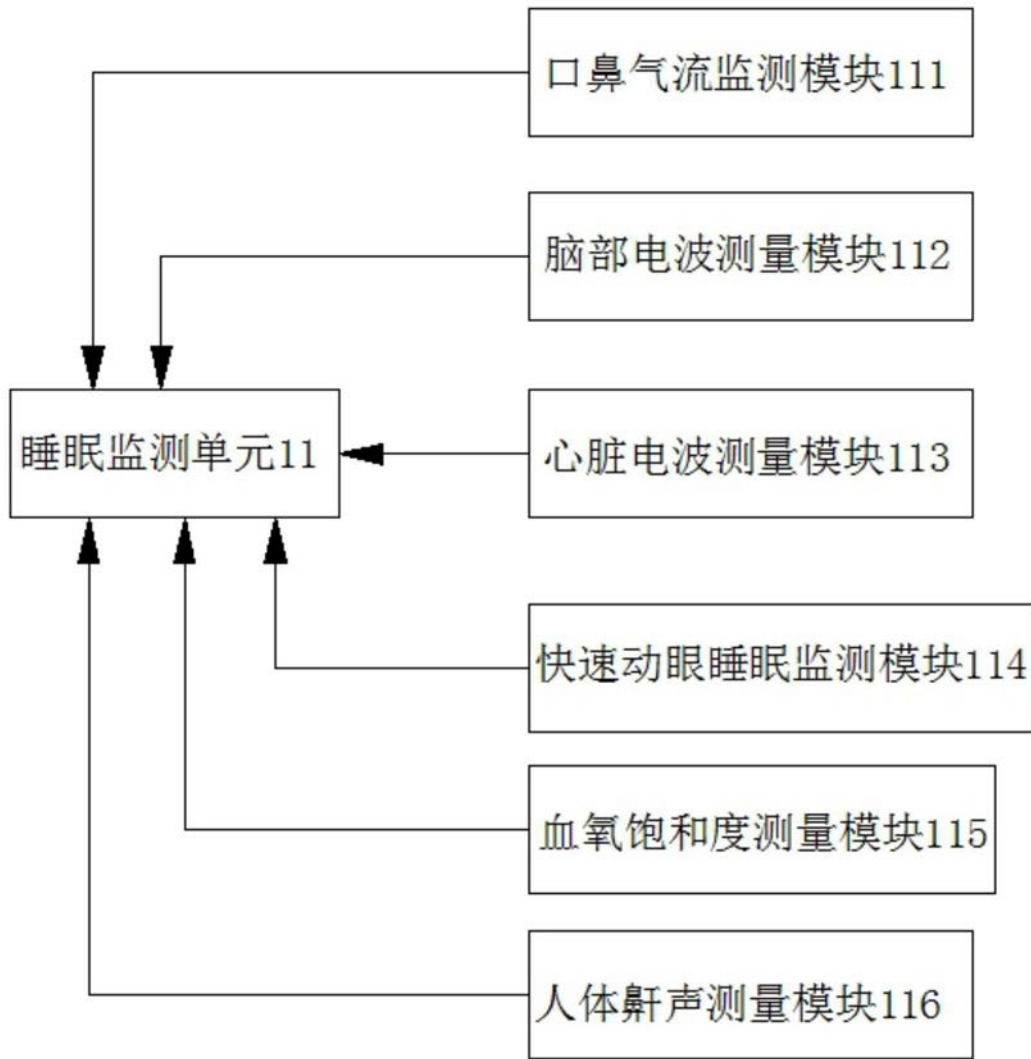 口鼻气流监测模块111
脑部电波测量模块112
睡眠监测单元11
心脏电波测量模块113
快速动眼睡眠监测模块114
血氧饱和度测量模块115
人体鼾声测量模块116